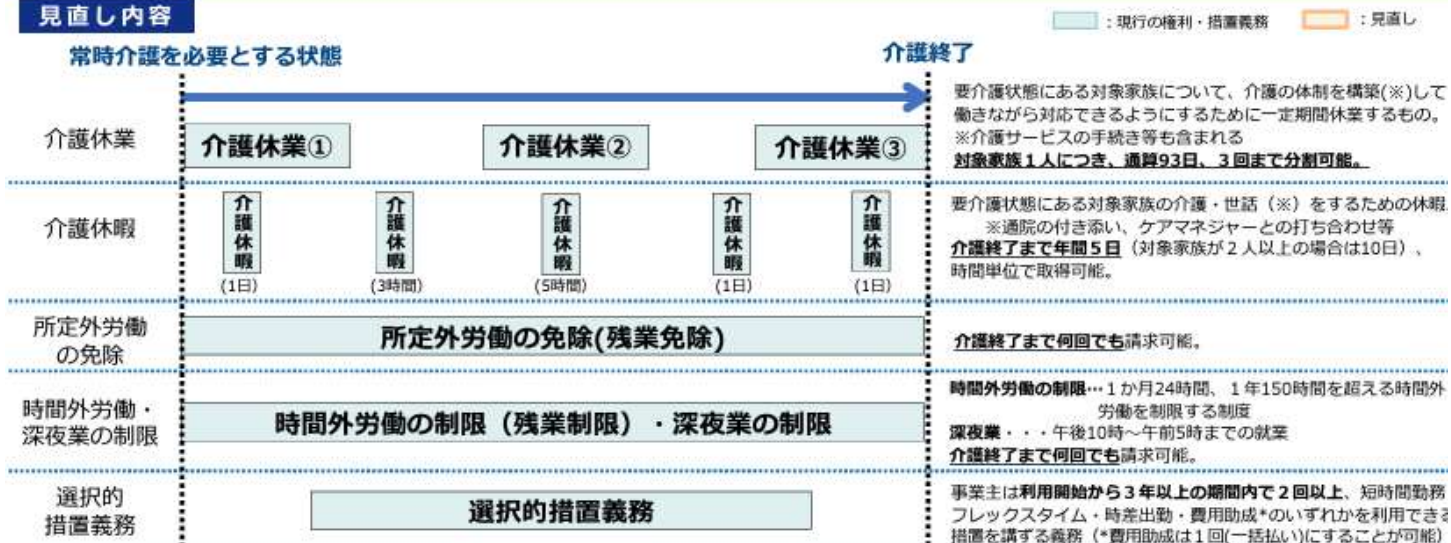 見直し内容
：現行の権利・措置義務
：見直し
常時介護を必要とする状態
介護終了
介護休業
介護休業①
介護休業②
介護休業③
要介護状態にある対象家族について、介護の体制を構築(※)して
働きながら対応できるようにするために一定期間休業するもの。
※介護サービスの手続き等も含まれる
対象家族１人につき、通算93日、３回まで分割可能。
介護休暇
介護休暇
(1日)
介護休暇
(3時間)
介護休暇
(5時間)
介護休暇
(1日)
介護休暇
(1日)
要介護状態にある対象家族の介護・世話（※）をするための休暇。
※通院の付き添い、ケアマネジャーとの打ち合わせ等
介護終了まで年間５日（対象家族が２人以上の場合は10日）、
時間単位で取得可能。
所定外労働
の免除
所定外労働の免除(残業免除)
介護終了まで何回でも請求可能。
時間外労働・
深夜業の制限
時間外労働の制限（残業制限）・深夜業の制限
時間外労働の制限…１か月24時間、１年150時間を超える時間外
労働を制限する制度
深夜業・・・午後10時～午前5時までの就業
介護終了まで何回でも請求可能。
選択的
措置義務
選択的措置義務
事業主は利用開始から３年以上の期間内で２回以上、短時間勤務
フレックスタイム・時差出勤・費用助成*のいずれかを利用できる
措置を講ずる義務（*費用助成は１回(一括払い)にすることが可能）